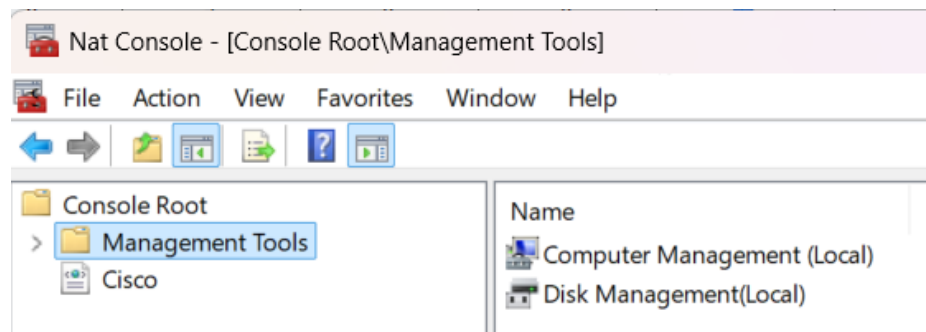 Nat Console - [Console Root\Management Tools]
File Action View Favorites Window Help
Console Root
Management Tools
Cisco
Name
Computer Management (Local)
Disk Management(Local)